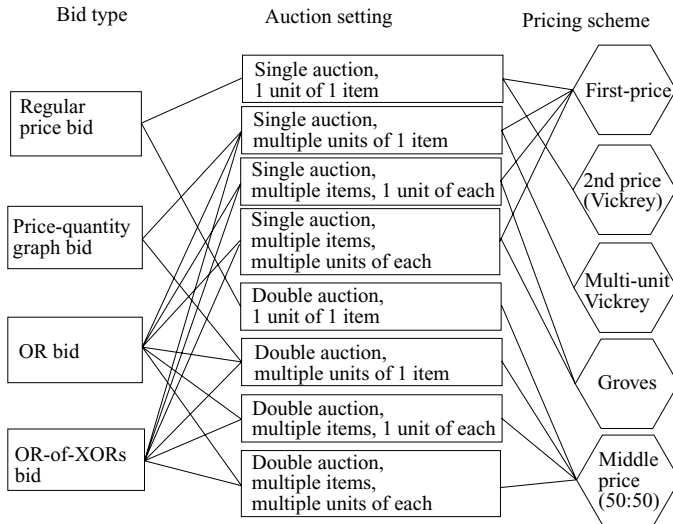 Bid type
Auction setting
Pricing scheme
Regular
price bid
Price-quantity
graph bid
OR bid
OR-of-XORs
bid
Single auction,
1 unit of 1 item
Single auction,
multiple units of 1 item
Single auction,
multiple items, 1 unit of each
Single auction,
multiple items,
multiple units of each
Double auction,
1 unit of 1 item
Double auction,
multiple units of 1 item
Double auction,
multiple items, 1 unit of each
Double auction,
multiple items,
multiple units of each
First-price
2nd price
(Vickrey)
Multi-unit
Vickrey
Groves
Middle
price
(50:50)